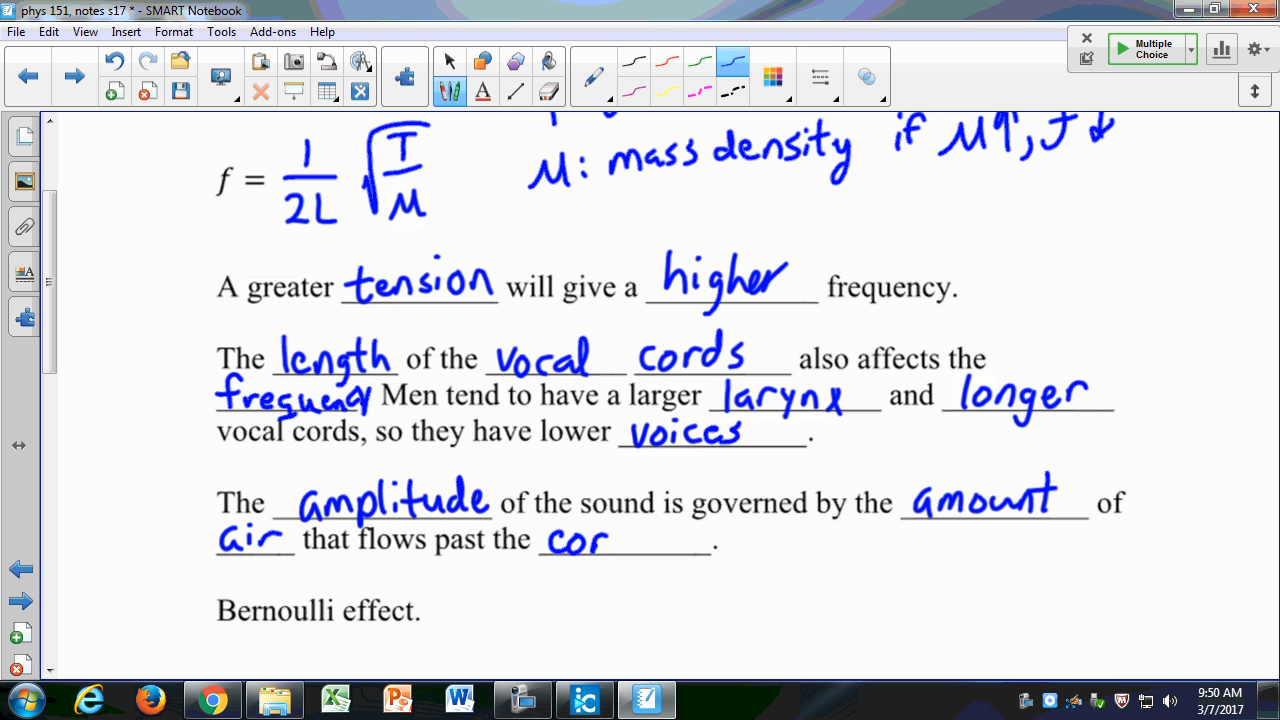 phys 151, notes s17 * - SMART Notebook
File Edit View Insert Format Tools Add-ons Help
Multiple
Choice
f = 1/2L √T/μ
μ: mass density if μ↑, f↓
A greater tension will give a higher frequency.
The length of the vocal cords also affects the
frequency Men tend to have a larger larynx and longer
vocal cords, so they have lower voices.
The amplitude of the sound is governed by the amount of
air that flows past the cor.
Bernoulli effect.
9:50 AM
3/7/2017